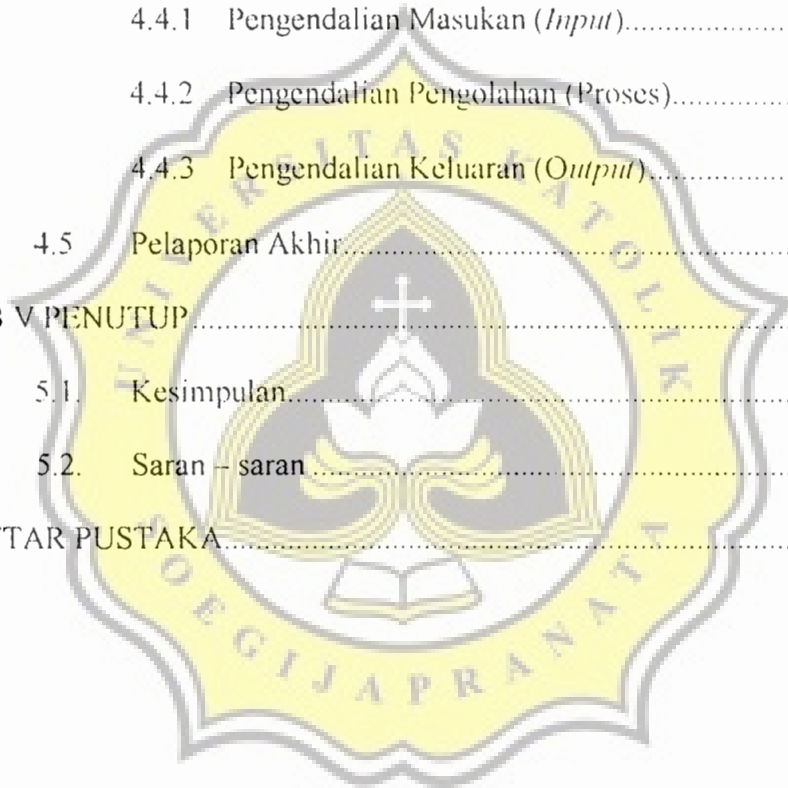 4.4.1 Pengendalian Masukan (Input)
4.4.2 Pengendalian Pengolahan (Proses)
4.4.3 Pengendalian Keluaran (Output)
4.5 Pelaporan Akhir
B V PENUTUP
5.1. Kesimpulan
5.2. Saran – saran
TAR PUSTAKA
UNIVERSITAS KATOLIK
SOEGIJAPRANATA